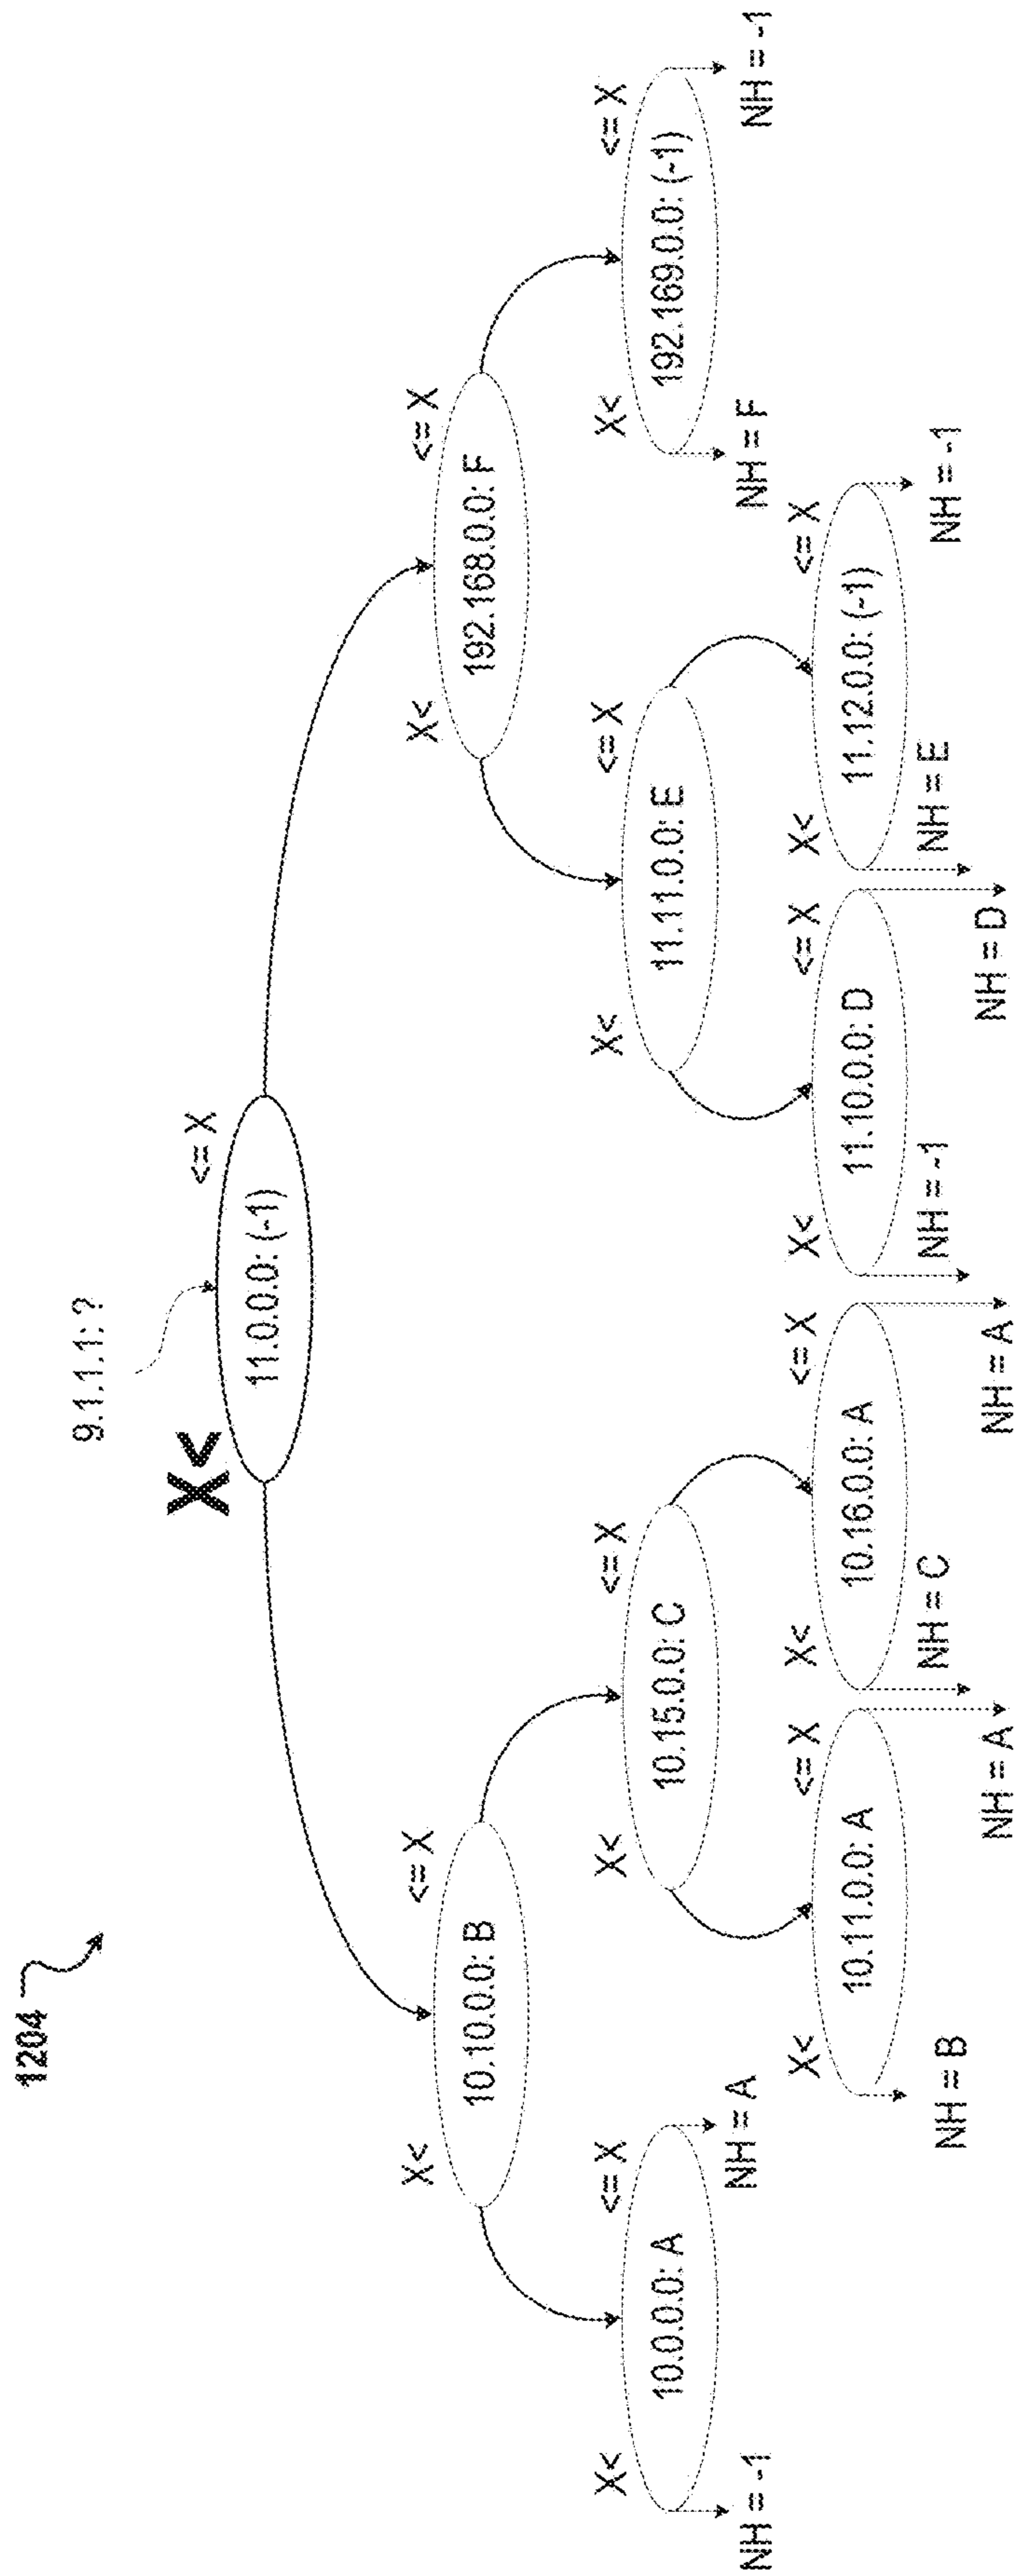 1204
9.1.1.1: ?
X<
<= X
11.0.0.0: (-1)
X<
<= X
10.10.0.0: B
X<
<= X
192.168.0.0: F
X<
<= X
10.0.0.0: A
NH = -1
NH = A
X<
<= X
10.15.0.0: C
X<
<= X
11.11.0.0: E
X<
<= X
192.169.0.0: (-1)
NH = F
NH = -1
X<
<= X
10.11.0.0: A
NH = B
NH = A
X<
<= X
10.16.0.0: A
NH = C
NH = A
X<
<= X
11.10.0.0: D
NH = -1
NH = D
X<
<= X
11.12.0.0: (-1)
NH = E
NH = -1